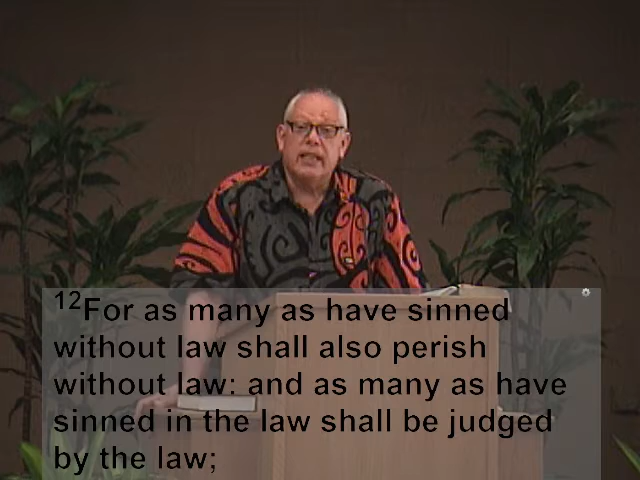 12For as many as have sinned
without law shall also perish
without law: and as many as have
sinned in the law shall be judged
by the law;